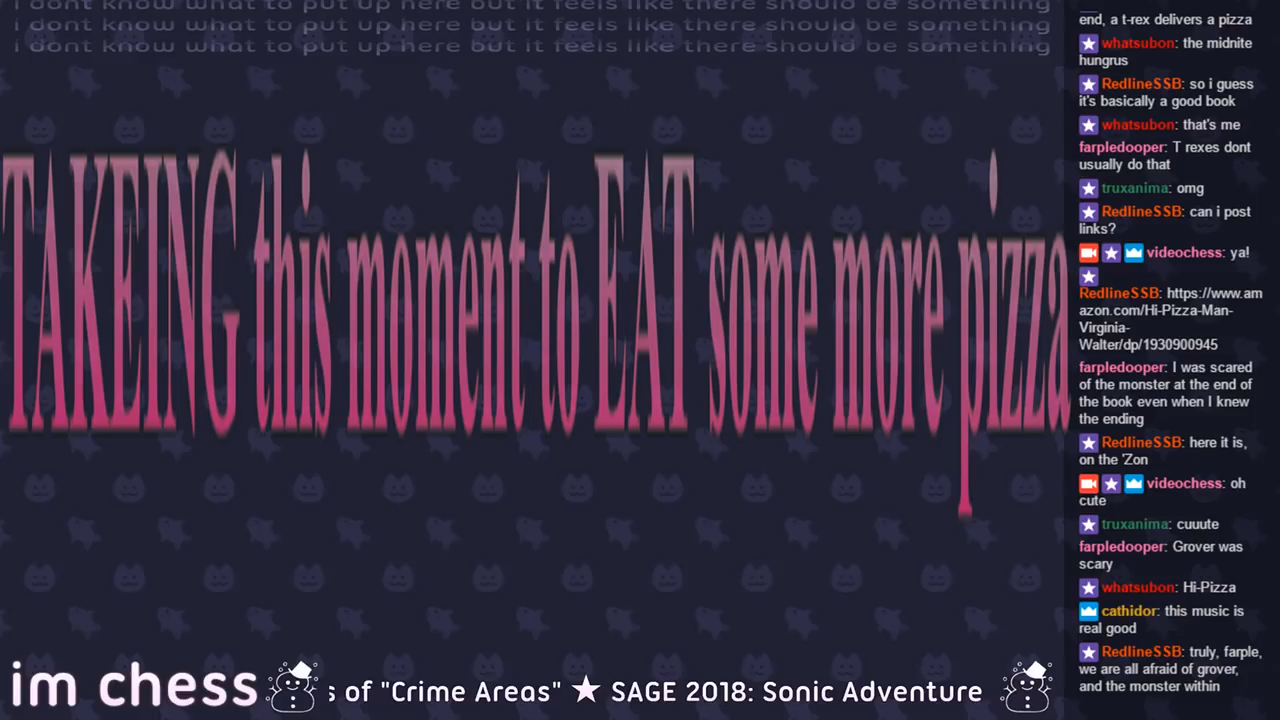 i dont know what to put up here but it feels like there should be something
i dont know what to put up here but it feels like there should be something
i dont know what to put up here but it feels like there should be something
TAKEING this moment to EAT some more pizza
im chess
s of "Crime Areas" ★ SAGE 2018: Sonic Adventure
end, a t-rex delivers a pizza
whatsubon: the midnite
hungrus
RedlineSSB: so i guess
it's basically a good book
whatsubon: that's me
farpledooper: T rexes dont
usually do that
truxanima: omg
RedlineSSB: can i post
links?
videochess: ya!
RedlineSSB: https://www.am
azon.com/Hi-Pizza-Man-
Virginia-
Walter/dp/1930900945
farpledooper: I was scared
of the monster at the end of
the book even when I knew
the ending
RedlineSSB: here it is,
on the 'Zon
videochess: oh
cute
truxanima: cuuute
farpledooper: Grover was
scary
whatsubon: Hi-Pizza
cathidor: this music is
real good
RedlineSSB: truly, farple,
we are all afraid of grover,
and the monster within